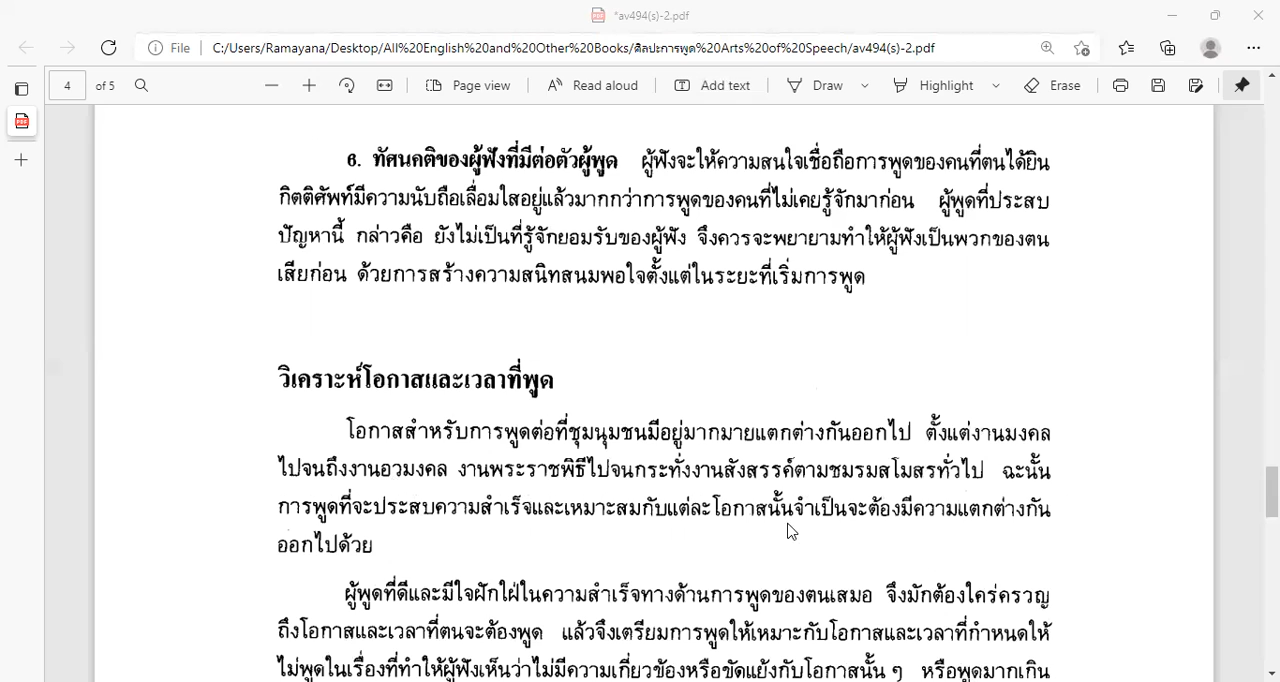 *av494(s)-2.pdf
File C:/Users/Ramayana/Desktop/All%20English%20and%20Other%20Books/ศิลปะการพูด%20Arts%20of%20Speech/av494(s)-2.pdf
4 of 5 Page view Read aloud Add text Draw Highlight Erase
6. ทัศนคติของผู้ฟังที่มีต่อตัวผู้พูด ผู้ฟังจะให้ความสนใจเชื่อถือการพูดของคนที่ตนได้ยิน
กิตติศัพท์มีความนับถือเลื่อมใสอยู่แล้วมากกว่าการพูดของคนที่ไม่เคยรู้จักมาก่อน ผู้พูดที่ประสบ
ปัญหานี้ กล่าวคือ ยังไม่เป็นที่รู้จักยอมรับของผู้ฟัง จึงควรจะพยายามทำให้ผู้ฟังเป็นพวกของตน
เสียก่อน ด้วยการสร้างความสนิทสนมพอใจตั้งแต่ในระยะที่เริ่มการพูด
วิเคราะห์โอกาสและเวลาที่พูด
โอกาสสำหรับการพูดต่อที่ชุมนุมชนมีอยู่มากมายแตกต่างกันออกไป ตั้งแต่งานมงคล
ไปจนถึงงานอวมงคล งานพระราชพิธีไปจนกระทั่งงานสังสรรค์ตามชมรมสโมสรทั่วไป ฉะนั้น
การพูดที่จะประสบความสำเร็จและเหมาะสมกับแต่ละโอกาสนั้นจำเป็นจะต้องมีความแตกต่างกัน
ออกไปด้วย
ผู้พูดที่ดีและมีใจฝักใฝ่ในความสำเร็จทางด้านการพูดของตนเสมอ จึงมักต้องใคร่ครวญ
ถึงโอกาสและเวลาที่ตนจะต้องพูด แล้วจึงเตรียมการพูดให้เหมาะกับโอกาสและเวลาที่กำหนดให้
ไม่พูดในเรื่องที่ทำให้ผู้ฟังเห็นว่าไม่มีความเกี่ยวข้องหรือขัดแย้งกับโอกาสนั้น ๆ หรือพูดมากเกิน